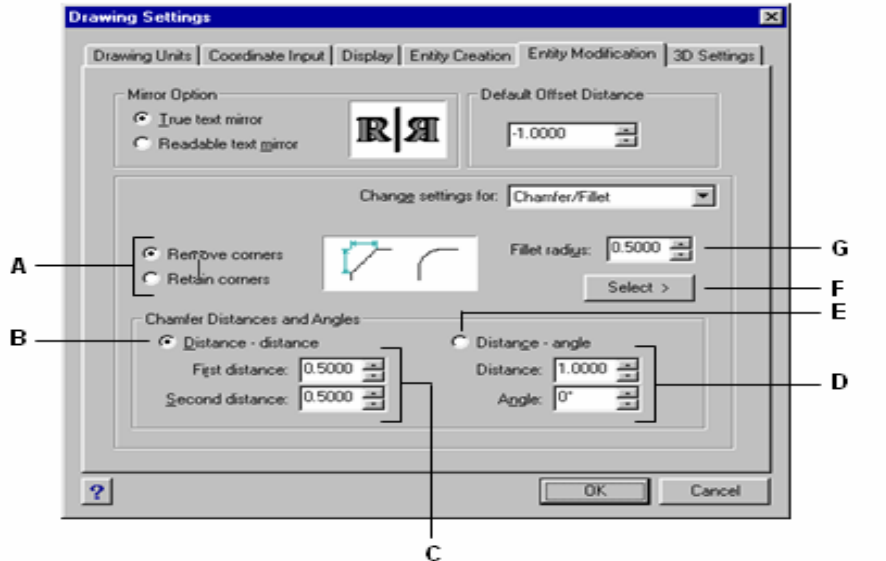 Drawing Settings
Drawing Units Coordinate Input Display Entity Creation Entity Modification 3D Settings
Mirror Option
True text mirror
Readable text mirror
R R
Default Offset Distance
-1.0000
Change settings for: Chamfer/Fillet
A
Remove corners
Retain corners
Fillet radius: 0.5000
G
Select >
F
E
Chamfer Distances and Angles
B
Distance - distance
First distance: 0.5000
Second distance: 0.5000
C
Distance - angle
Distance: 1.0000
Angle: 0°
D
?
OK
Cancel